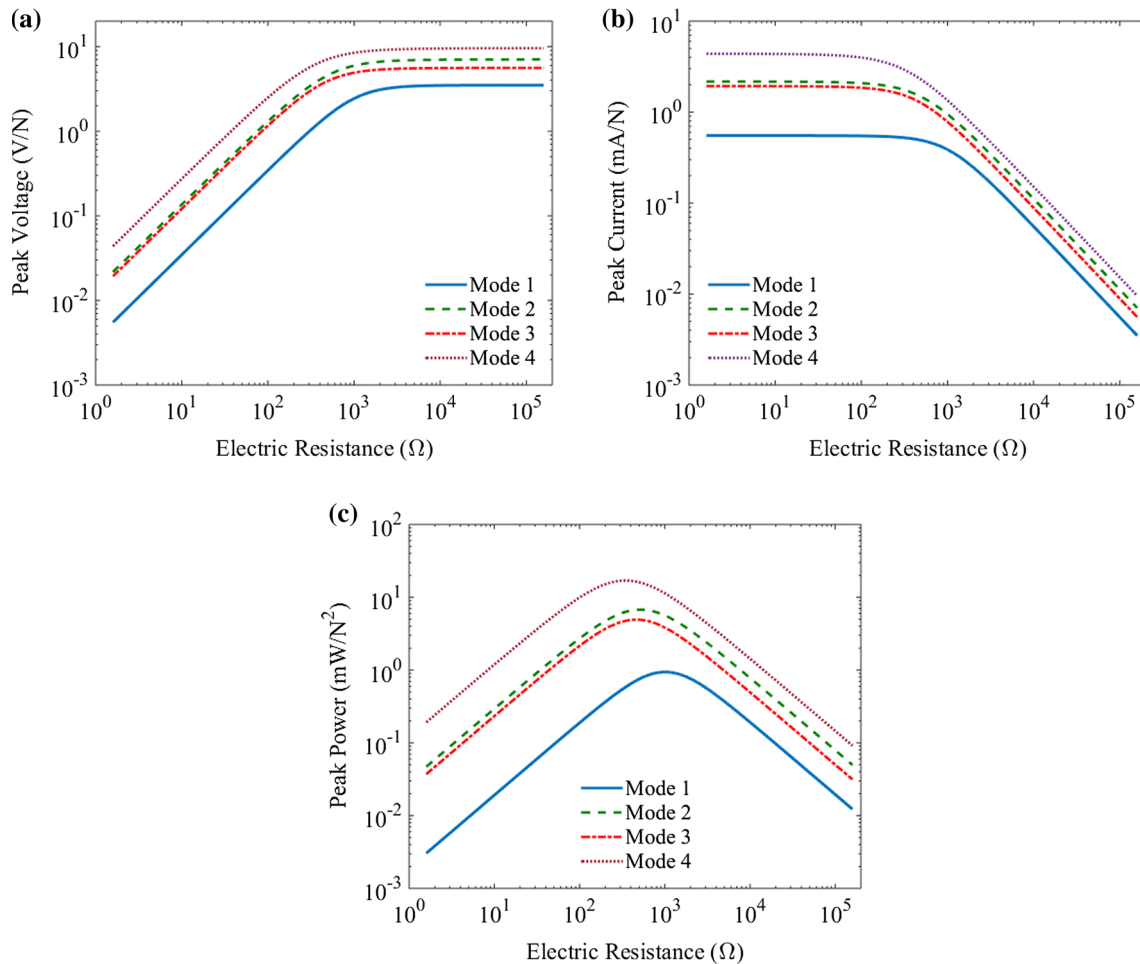 (a)
10^1
10^0
10^-1
10^-2
10^-3
Peak Voltage (V/N)
Mode 1
Mode 2
Mode 3
Mode 4
10^0 10^1 10^2 10^3 10^4 10^5
Electric Resistance (Ω)
(b)
10^1
10^0
10^-1
10^-2
10^-3
Peak Current (mA/N)
Mode 1
Mode 2
Mode 3
Mode 4
10^0 10^1 10^2 10^3 10^4 10^5
Electric Resistance (Ω)
(c)
10^2
10^1
10^0
10^-1
10^-2
10^-3
Peak Power (mW/N^2)
Mode 1
Mode 2
Mode 3
Mode 4
10^0 10^1 10^2 10^3 10^4 10^5
Electric Resistance (Ω)